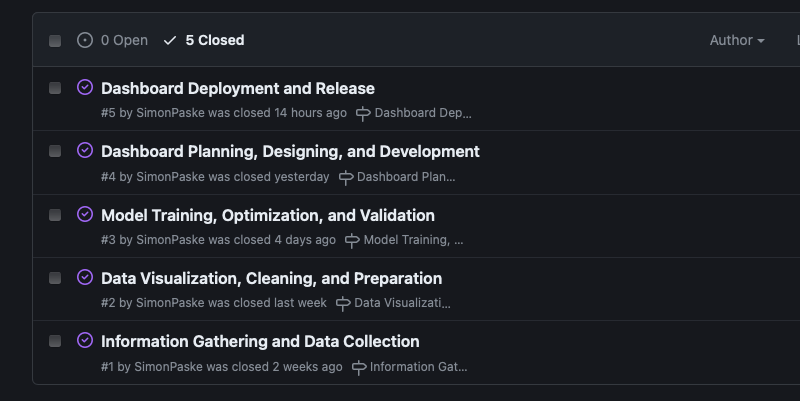 0 Open 5 Closed Author
Dashboard Deployment and Release
#5 by SimonPaske was closed 14 hours ago Dashboard Dep...
Dashboard Planning, Designing, and Development
#4 by SimonPaske was closed yesterday Dashboard Plan...
Model Training, Optimization, and Validation
#3 by SimonPaske was closed 4 days ago Model Training, ...
Data Visualization, Cleaning, and Preparation
#2 by SimonPaske was closed last week Data Visualizati...
Information Gathering and Data Collection
#1 by SimonPaske was closed 2 weeks ago Information Gat...